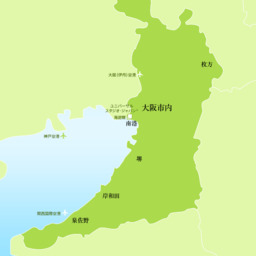 枚方
大阪(伊丹)空港
ユニバーサル
スタジオ・ジャパン
海遊館
大阪市内
南港
神戸空港
堺
岸和田
関西国際空港
泉佐野